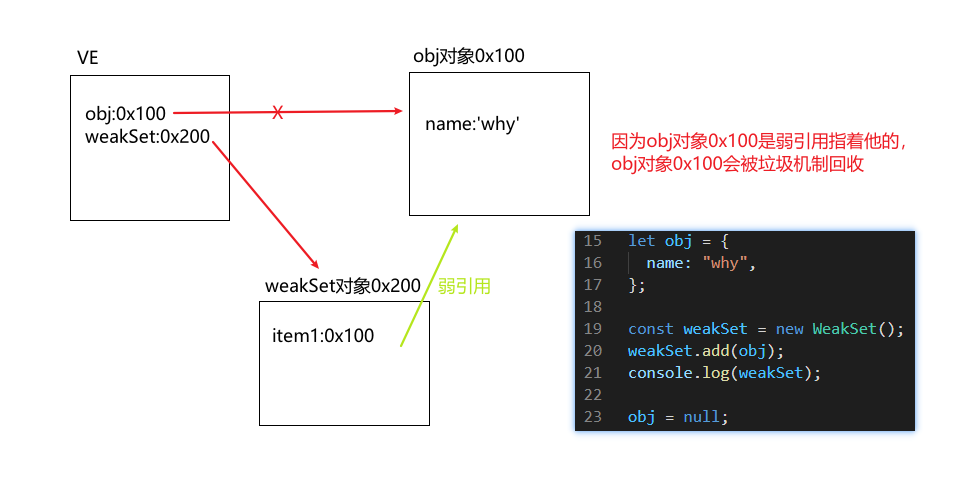 VE
obj:0x100
weakSet:0x200
X
obj对象0x100
name:'why'
因为obj对象0x100是弱引用指着他的,
obj对象0x100会被垃圾机制回收
weakSet对象0x200
弱引用
item1:0x100
15 let obj = {
16 name: "why",
17 };
18
19 const weakSet = new WeakSet();
20 weakSet.add(obj);
21 console.log(weakSet);
22
23 obj = null;